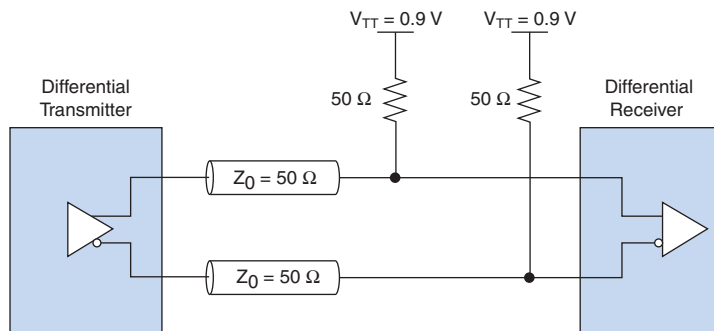 V_TT = 0.9 V
V_TT = 0.9 V
Differential
Transmitter
50 Ω
50 Ω
Differential
Receiver
Z_0 = 50 Ω
Z_0 = 50 Ω